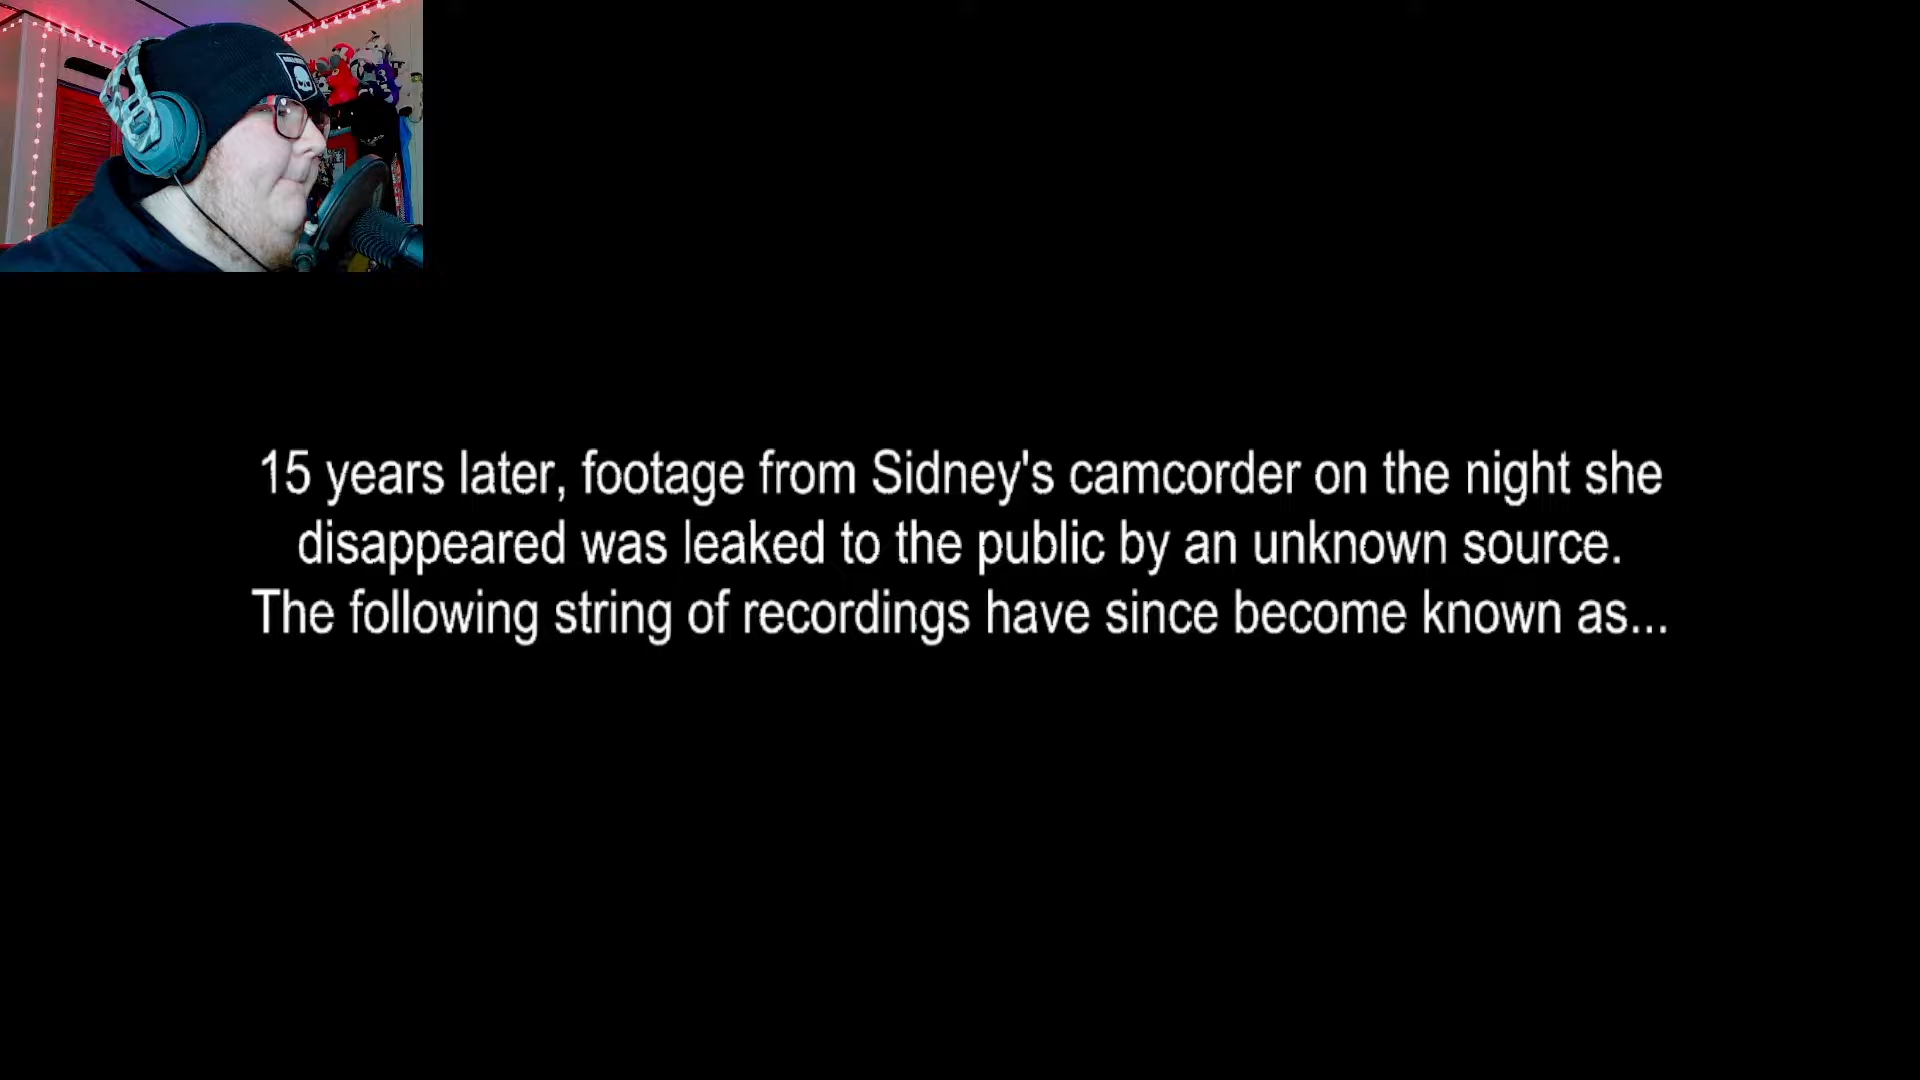 15 years later, footage from Sidney's camcorder on the night she
disappeared was leaked to the public by an unknown source.
The following string of recordings have since become known as...